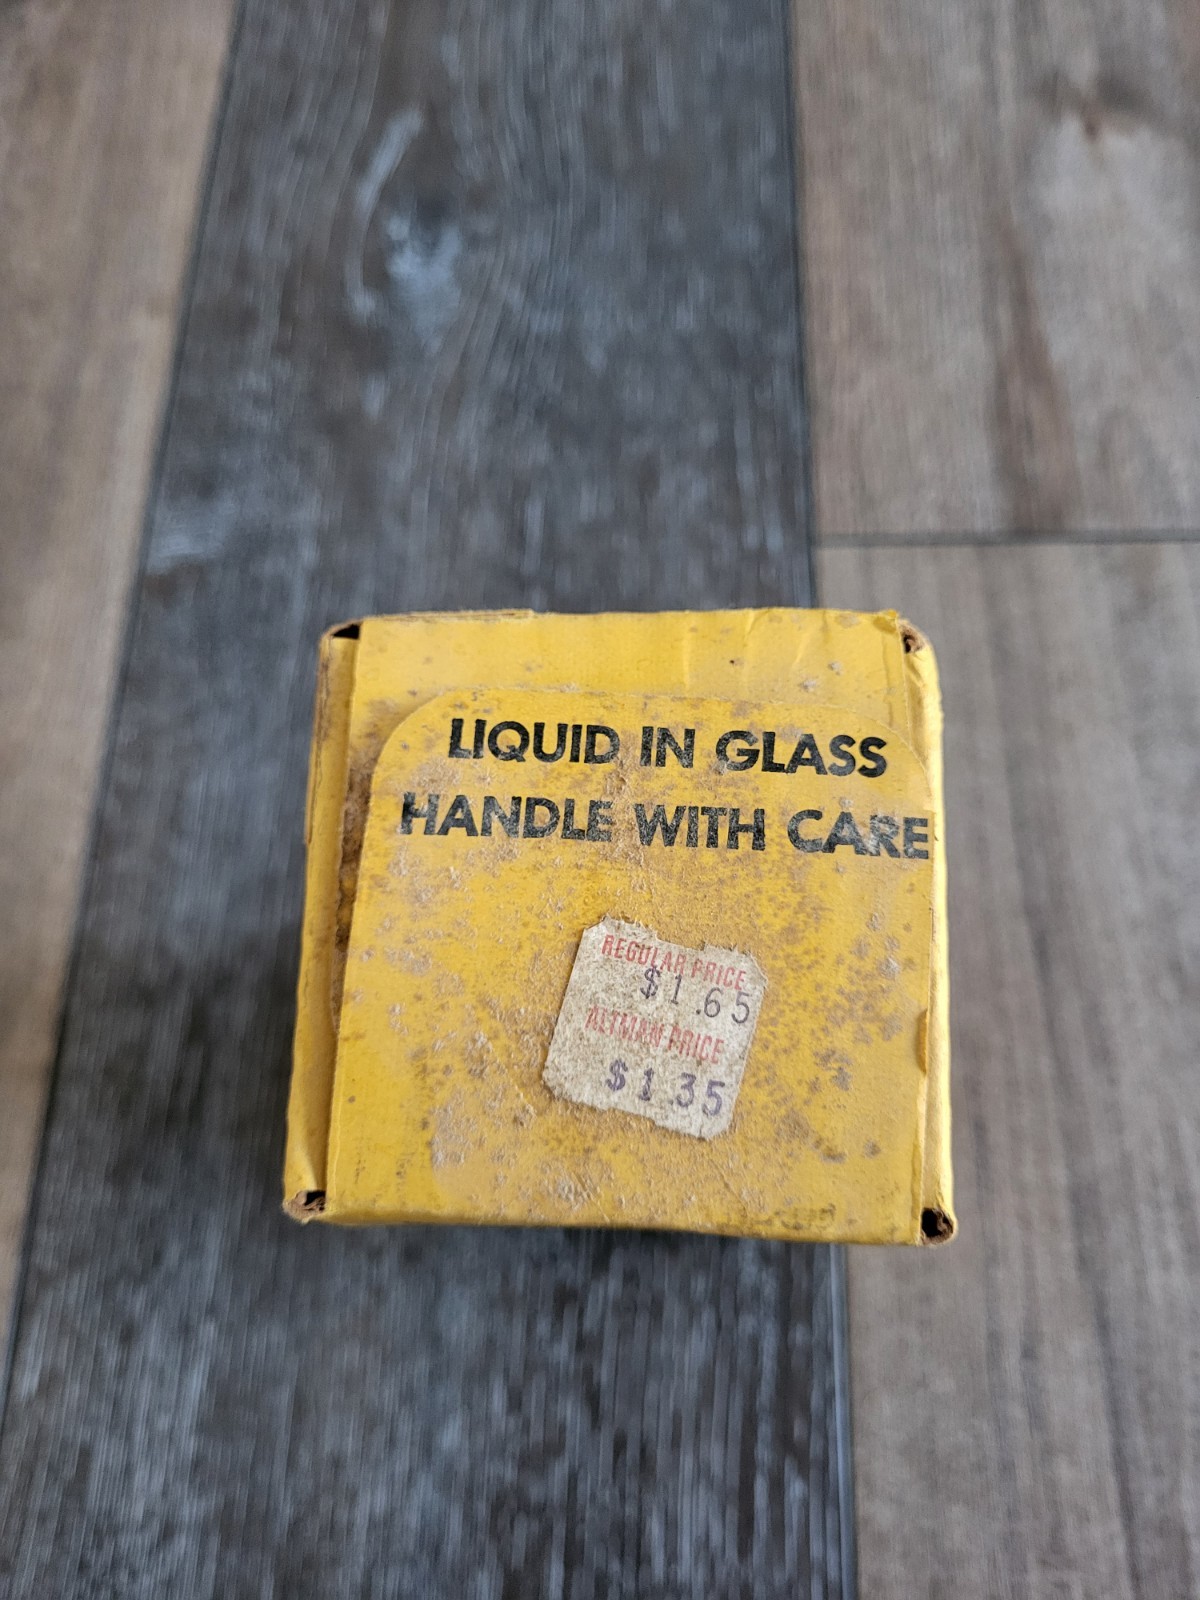 LIQUID IN GLASS
HANDLE WITH CARE
REGULAR PRICE
$1.65
ALTMAN PRICE
$1.35